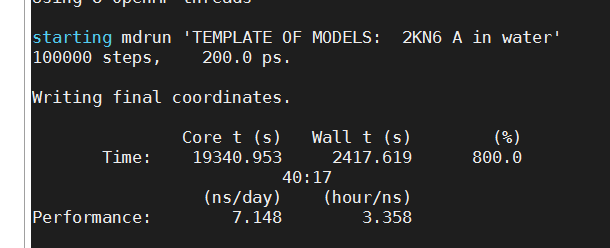 starting mdrun 'TEMPLATE OF MODELS:  2KN6 A in water'
100000 steps,    200.0 ps.
Writing final coordinates.
Core t (s)   Wall t (s)        (%)
Time:    19340.953     2417.619      800.0
40:17
(ns/day)    (hour/ns)
Performance:        7.148        3.358